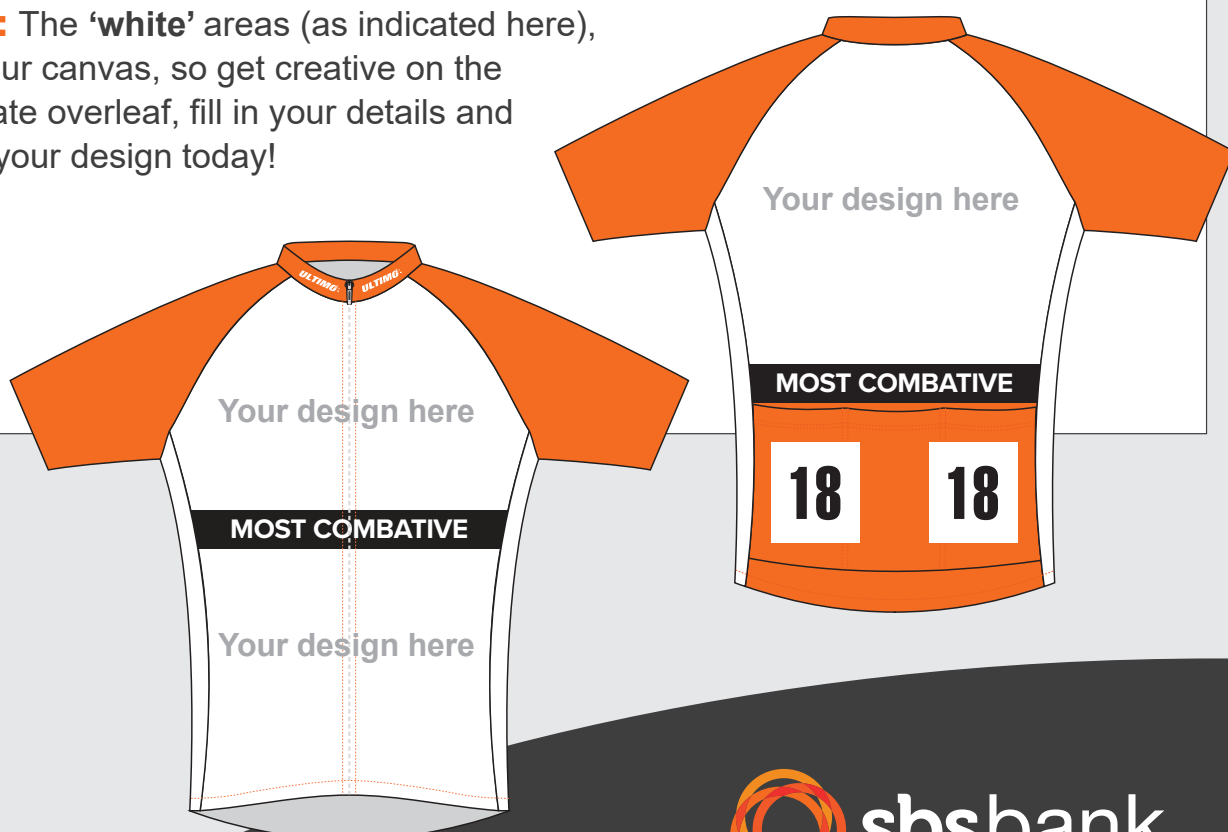 : The ‘white’ areas (as indicated here),
ur canvas, so get creative on the
ate overleaf, fill in your details and
your design today!
Your design here
MOST COMBATIVE
18 18
ULTIMO ULTIMO
Your design here
MOST COMBATIVE
Your design here
sbsbank